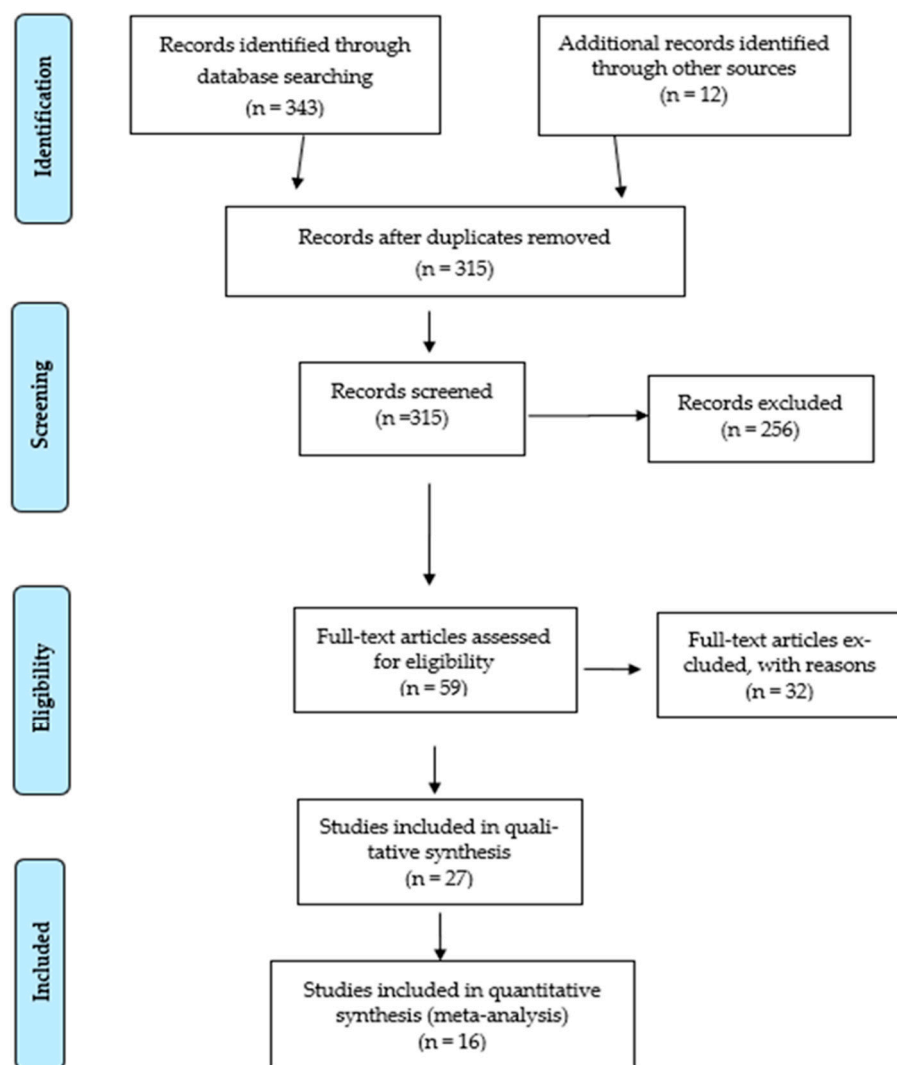 Identification
Records identified through
database searching
(n = 343)
Additional records identified
through other sources
(n = 12)
Records after duplicates removed
(n = 315)
Screening
Records screened
(n =315)
Records excluded
(n = 256)
Eligibility
Full-text articles assessed
for eligibility
(n = 59)
Full-text articles ex-
cluded, with reasons
(n = 32)
Studies included in quali-
tative synthesis
(n = 27)
Included
Studies included in quantitative
synthesis (meta-analysis)
(n = 16)